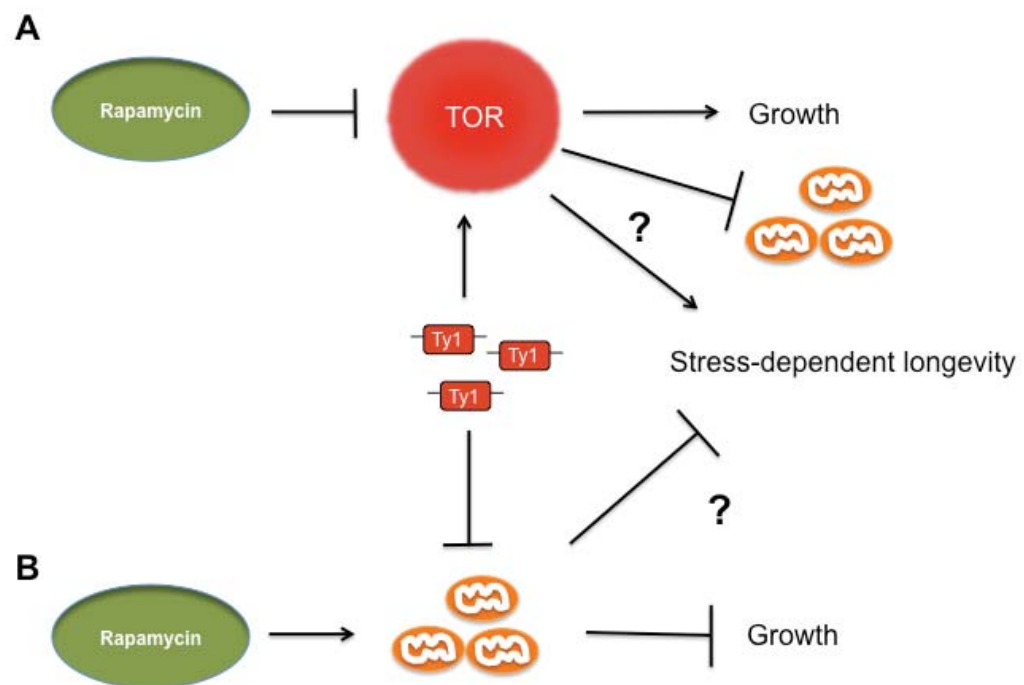 A
Rapamycin
TOR
Growth
?
Ty1
Ty1
Ty1
Stress-dependent longevity
?
B
Rapamycin
Growth